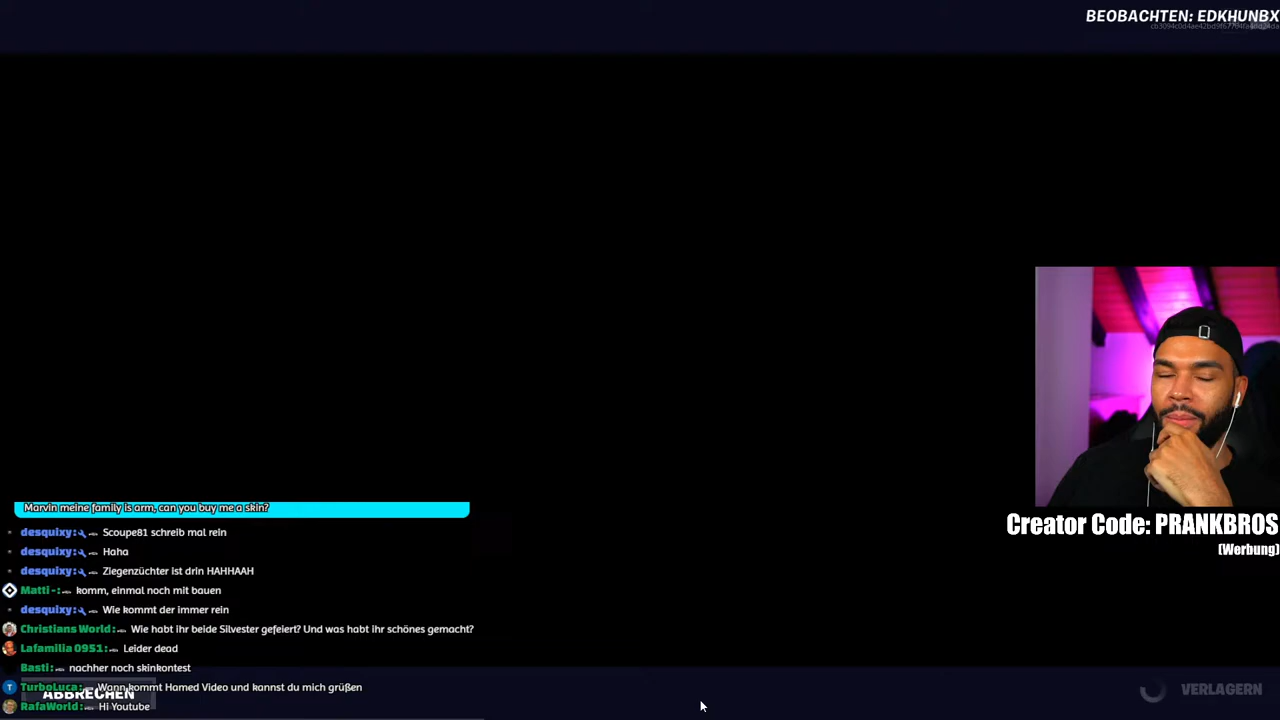 BEOBACHTEN: EDKHUNBX
Marvin meine family is arm, can you buy me a skin?
desquixy: Scoupe81 schreib mal rein
desquixy: Haha
desquixy: Ziegenzüchter ist drin HAHHAAH
Matti-: komm, einmal noch mit bauen
desquixy: Wie kommt der immer rein
Christians World: Wie habt ihr beide Silvester gefeiert? Und was habt ihr schönes gemacht?
Lafamilia 0951: Leider dead
Basti: nachher noch skinkontest
TurboLuca: Wann kommt Hamed Video und kannst du mich grüßen
ABBRECHEN
RafaWorld: Hi Youtube
Creator Code: PRANKBROS
(Werbung)
VERLAGERN